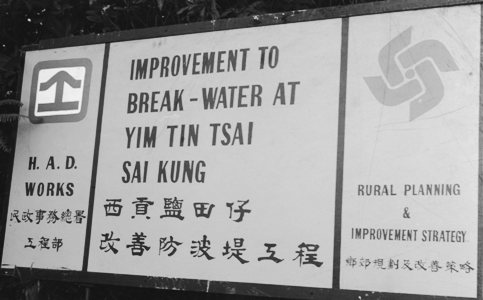 H. A. D.
WORKS
民政事務總署
工程部
IMPROVEMENT TO
BREAK-WATER AT
YIM TIN TSAI
SAI KUNG
西貢鹽田仔
改善防波堤工程
RURAL PLANNING
&
IMPROVEMENT STRATEGY
鄉郊規劃及改善策略